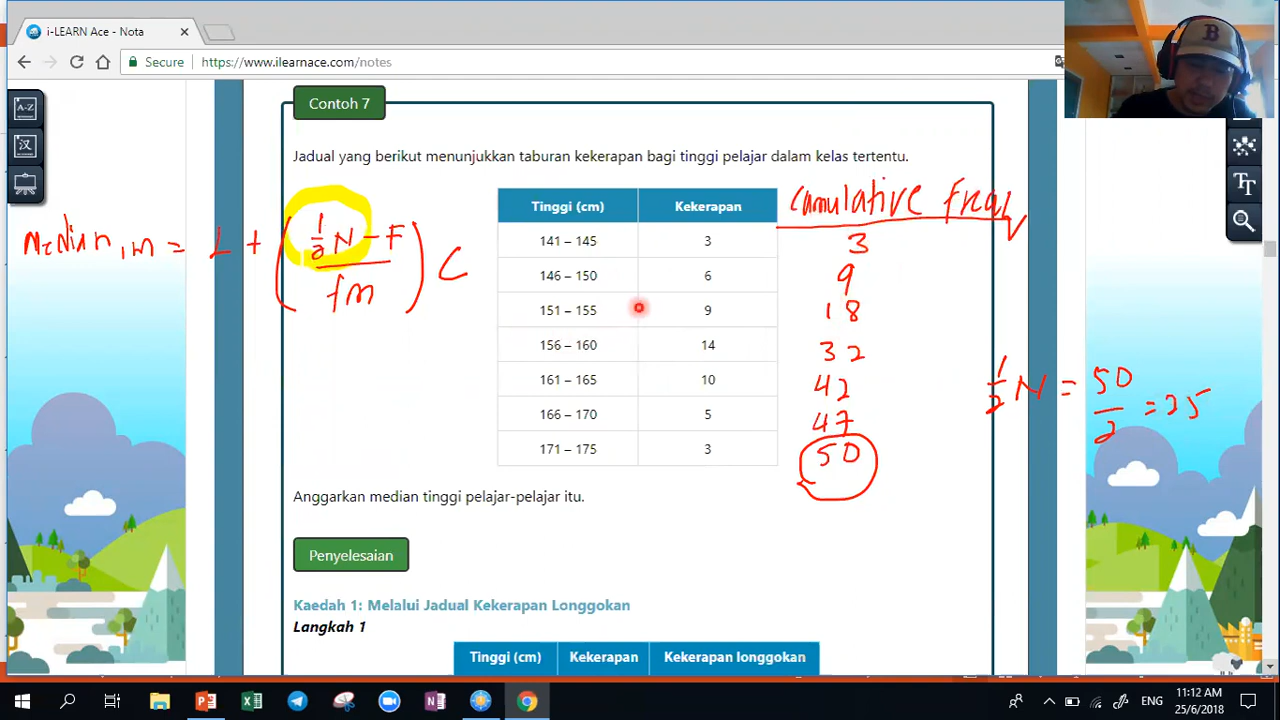 i-LEARN Ace - Nota
Secure
https://www.ilearnace.com/notes
Contoh 7
Jadual yang berikut menunjukkan taburan kekerapan bagi tinggi pelajar dalam kelas tertentu.
Median, m = L + ( ½N - F / fm ) C
Tinggi (cm) Kekerapan Cumulative freq
141 – 145 3 3
146 – 150 6 9
151 – 155 9 18
156 – 160 14 32
161 – 165 10 42
166 – 170 5 47
171 – 175 3 50
½ N = 50/2 = 25
Anggarkan median tinggi pelajar-pelajar itu.
Penyelesaian
Kaedah 1: Melalui Jadual Kekerapan Longgokan
Langkah 1
Tinggi (cm) Kekerapan Kekerapan longgokan
A-Z
汉
TT
B
ENG
11:12 AM
25/6/2018